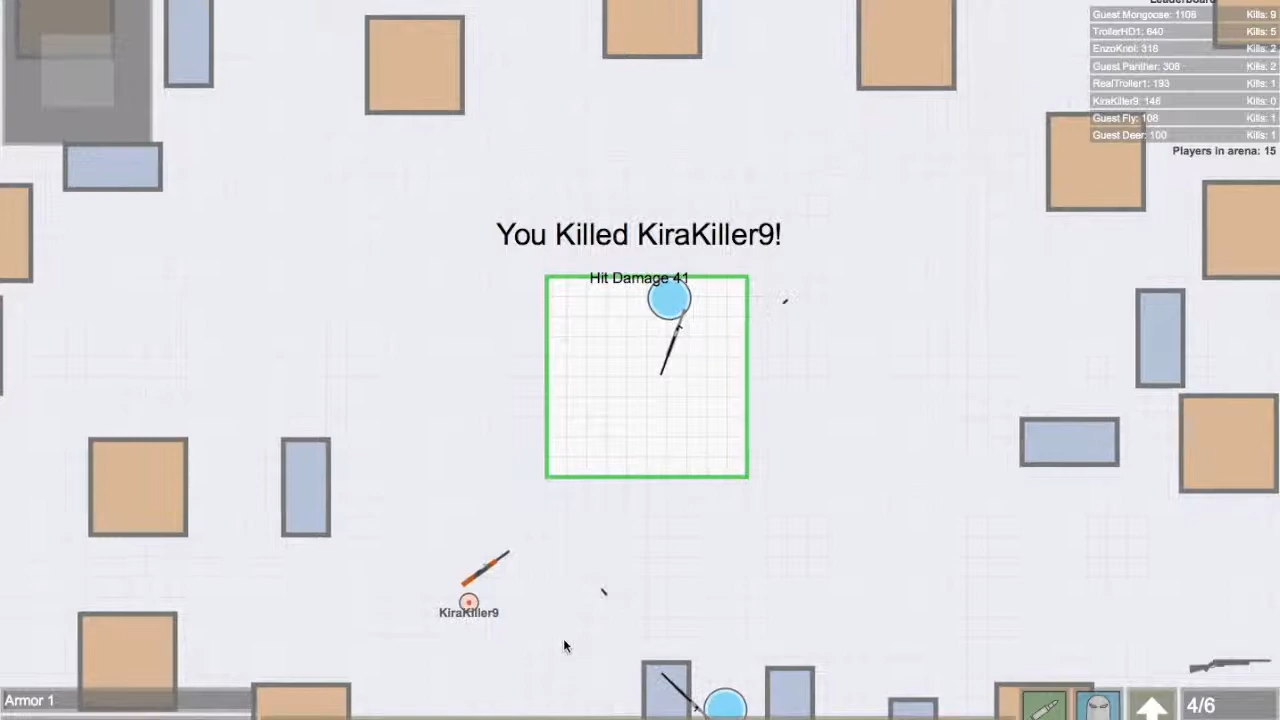 Leaderboard
Guest Mongoose: 1106 Kills: 9
TrollerHD1: 640 Kills: 5
EnzoKnol: 318 Kills: 2
Guest Panther: 308 Kills: 2
RealTroller1: 193 Kills: 1
KiraKiller9: 146 Kills: 0
Guest Fly: 108 Kills: 1
Guest Deer: 100 Kills: 1
Players in arena: 15
You Killed KiraKiller9!
Hit Damage 41
KiraKiller9
Armor 1
4/6